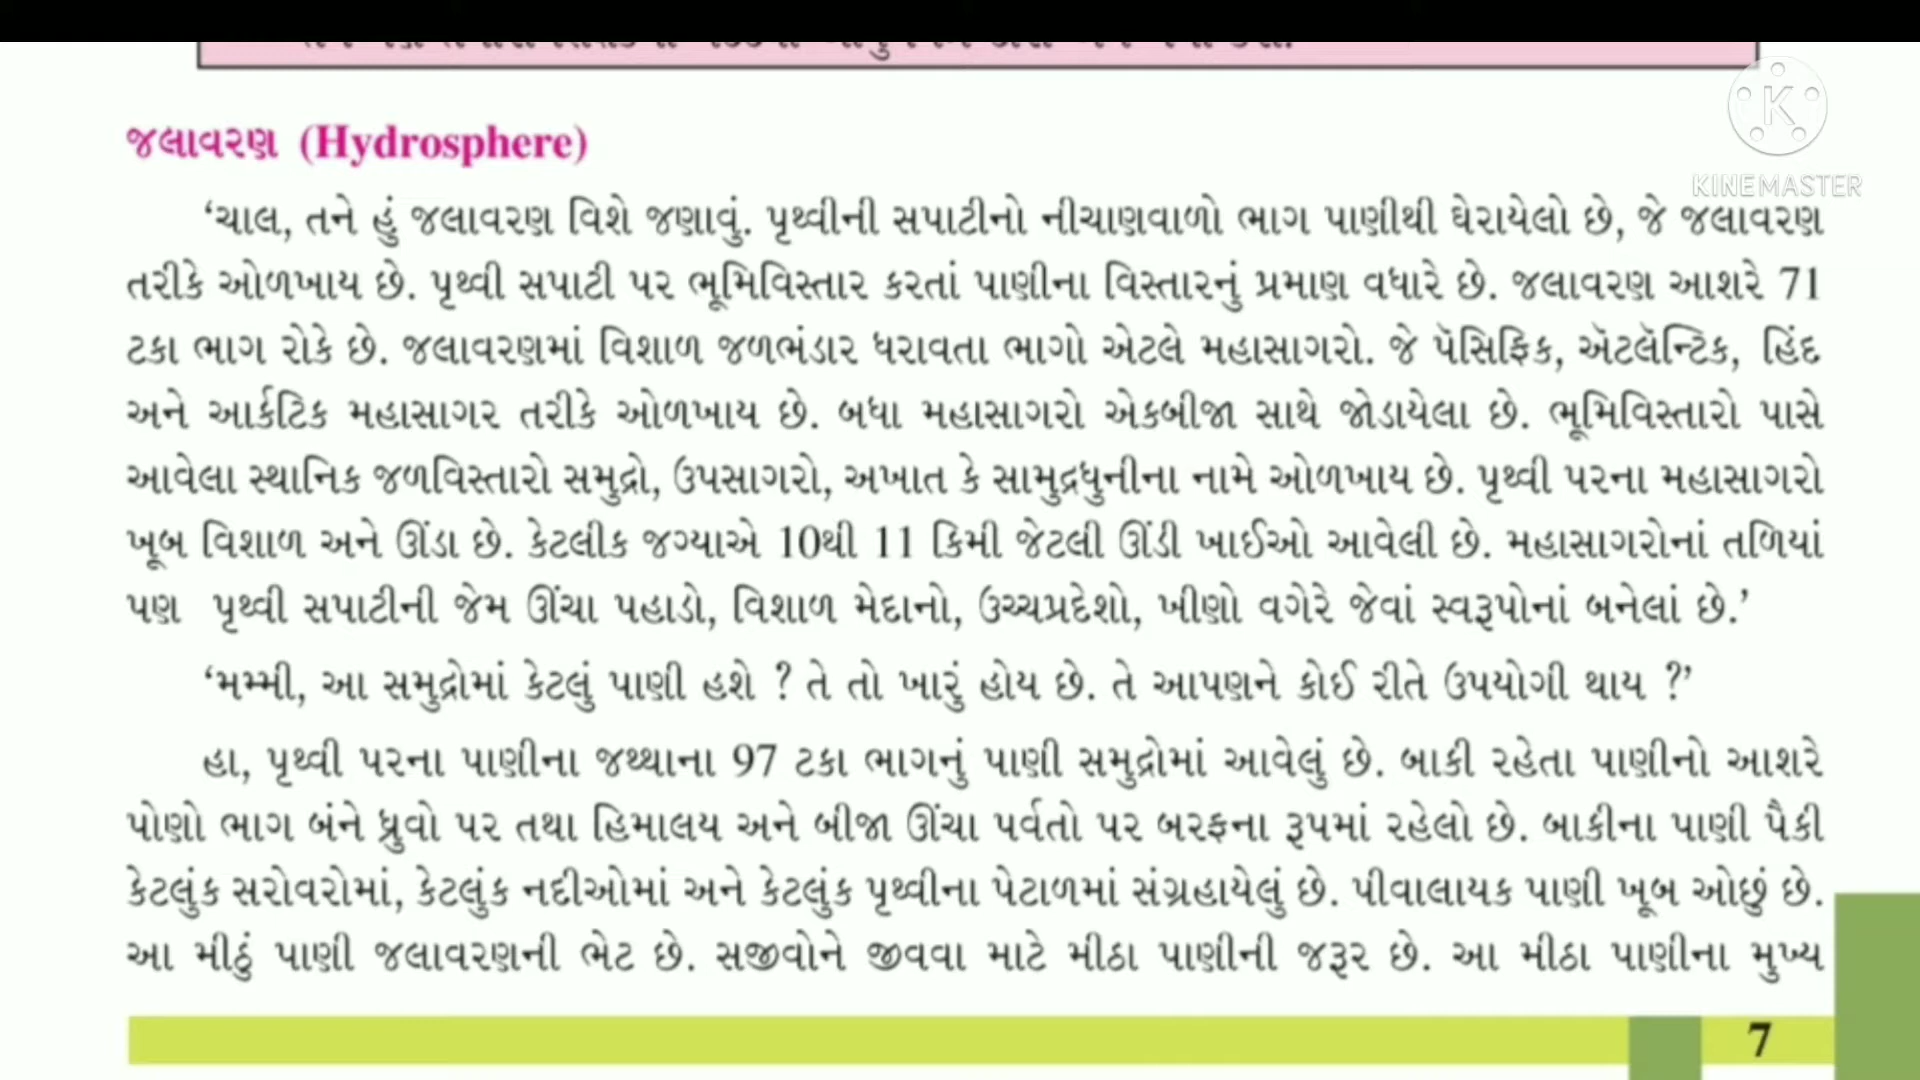 જલાવરણ (Hydrosphere)
KINEMASTER
‘ચાલ, તને હું જલાવરણ વિશે જણાવું. પૃથ્વીની સપાટીનો નીચાણવાળો ભાગ પાણીથી ઘેરાયેલો છે, જે જલાવરણ
તરીકે ઓળખાય છે. પૃથ્વી સપાટી પર ભૂમિવિસ્તાર કરતાં પાણીના વિસ્તારનું પ્રમાણ વધારે છે. જલાવરણ આશરે 71
ટકા ભાગ રોકે છે. જલાવરણમાં વિશાળ જળભંડાર ધરાવતા ભાગો એટલે મહાસાગરો. જે પૅસિફિક, ઍટલૅન્ટિક, હિંદ
અને આર્કટિક મહાસાગર તરીકે ઓળખાય છે. બધા મહાસાગરો એકબીજા સાથે જોડાયેલા છે. ભૂમિવિસ્તારો પાસે
આવેલા સ્થાનિક જળવિસ્તારો સમુદ્રો, ઉપસાગરો, અખાત કે સામુદ્રધુનીના નામે ઓળખાય છે. પૃથ્વી પરના મહાસાગરો
ખૂબ વિશાળ અને ઊંડા છે. કેટલીક જગ્યાએ 10થી 11 કિમી જેટલી ઊંડી ખાઈઓ આવેલી છે. મહાસાગરોનાં તળિયાં
પણ પૃથ્વી સપાટીની જેમ ઊંચા પહાડો, વિશાળ મેદાનો, ઉચ્ચપ્રદેશો, ખીણો વગેરે જેવાં સ્વરૂપોનાં બનેલાં છે.’
‘મમ્મી, આ સમુદ્રોમાં કેટલું પાણી હશે ? તે તો ખારું હોય છે. તે આપણને કોઈ રીતે ઉપયોગી થાય ?’
હા, પૃથ્વી પરના પાણીના જથ્થાના 97 ટકા ભાગનું પાણી સમુદ્રોમાં આવેલું છે. બાકી રહેતા પાણીનો આશરે
પોણો ભાગ બંને ધ્રુવો પર તથા હિમાલય અને બીજા ઊંચા પર્વતો પર બરફના રૂપમાં રહેલો છે. બાકીના પાણી પૈકી
કેટલુંક સરોવરોમાં, કેટલુંક નદીઓમાં અને કેટલુંક પૃથ્વીના પેટાળમાં સંગ્રહાયેલું છે. પીવાલાયક પાણી ખૂબ ઓછું છે.
આ મીઠું પાણી જલાવરણની ભેટ છે. સજીવોને જીવવા માટે મીઠા પાણીની જરૂર છે. આ મીઠા પાણીના મુખ્ય
7